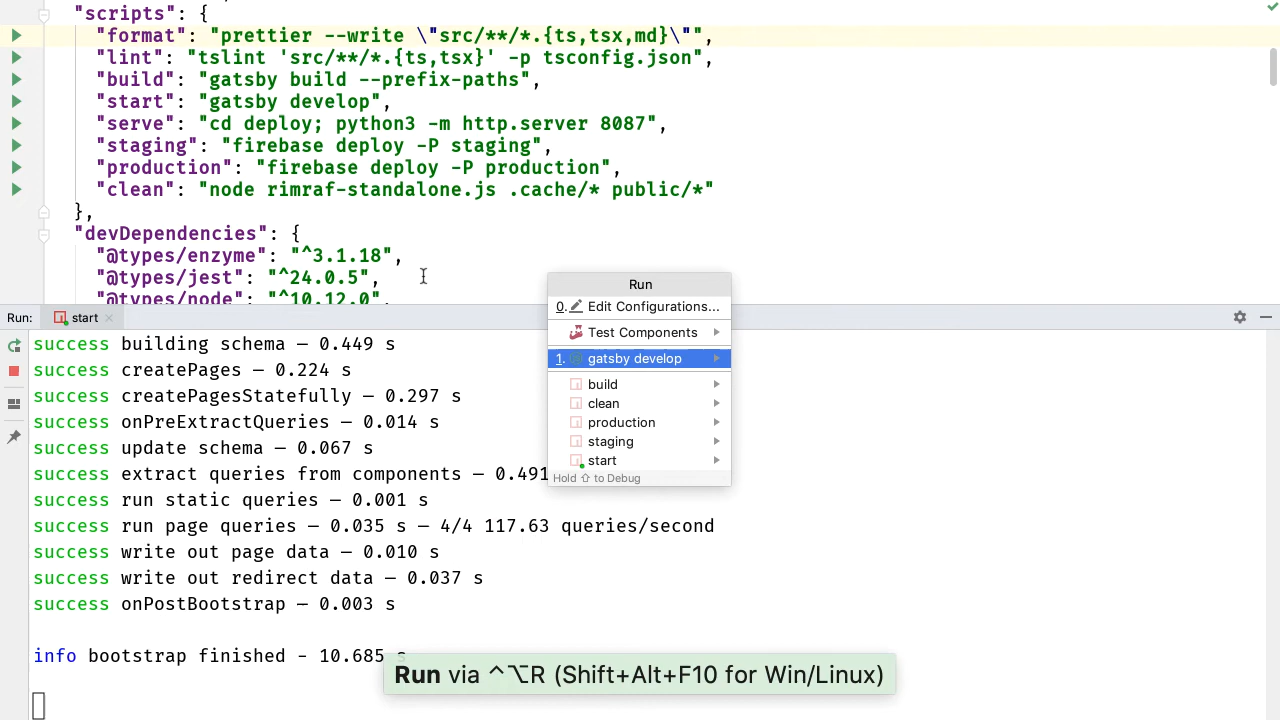 "scripts": {
"format": "prettier --write \"src/**/*.{ts,tsx,md}\"",
"lint": "tslint 'src/**/*.{ts,tsx}' -p tsconfig.json",
"build": "gatsby build --prefix-paths",
"start": "gatsby develop",
"serve": "cd deploy; python3 -m http.server 8087",
"staging": "firebase deploy -P staging",
"production": "firebase deploy -P production",
"clean": "node rimraf-standalone.js .cache/* public/*"
},
"devDependencies": {
"@types/enzyme": "^3.1.18",
"@types/jest": "^24.0.5",
"@types/node": "^10.12.0",
Run
0. Edit Configurations...
Test Components
1. gatsby develop
build
clean
production
staging
start
Hold ⇧ to Debug
Run: start
success building schema — 0.449 s
success createPages — 0.224 s
success createPagesStatefully — 0.297 s
success onPreExtractQueries — 0.014 s
success update schema — 0.067 s
success extract queries from components — 0.491
success run static queries — 0.001 s
success run page queries — 0.035 s — 4/4 117.63 queries/second
success write out page data — 0.010 s
success write out redirect data — 0.037 s
success onPostBootstrap — 0.003 s
info bootstrap finished - 10.685 s
Run via ⌃⌥R (Shift+Alt+F10 for Win/Linux)